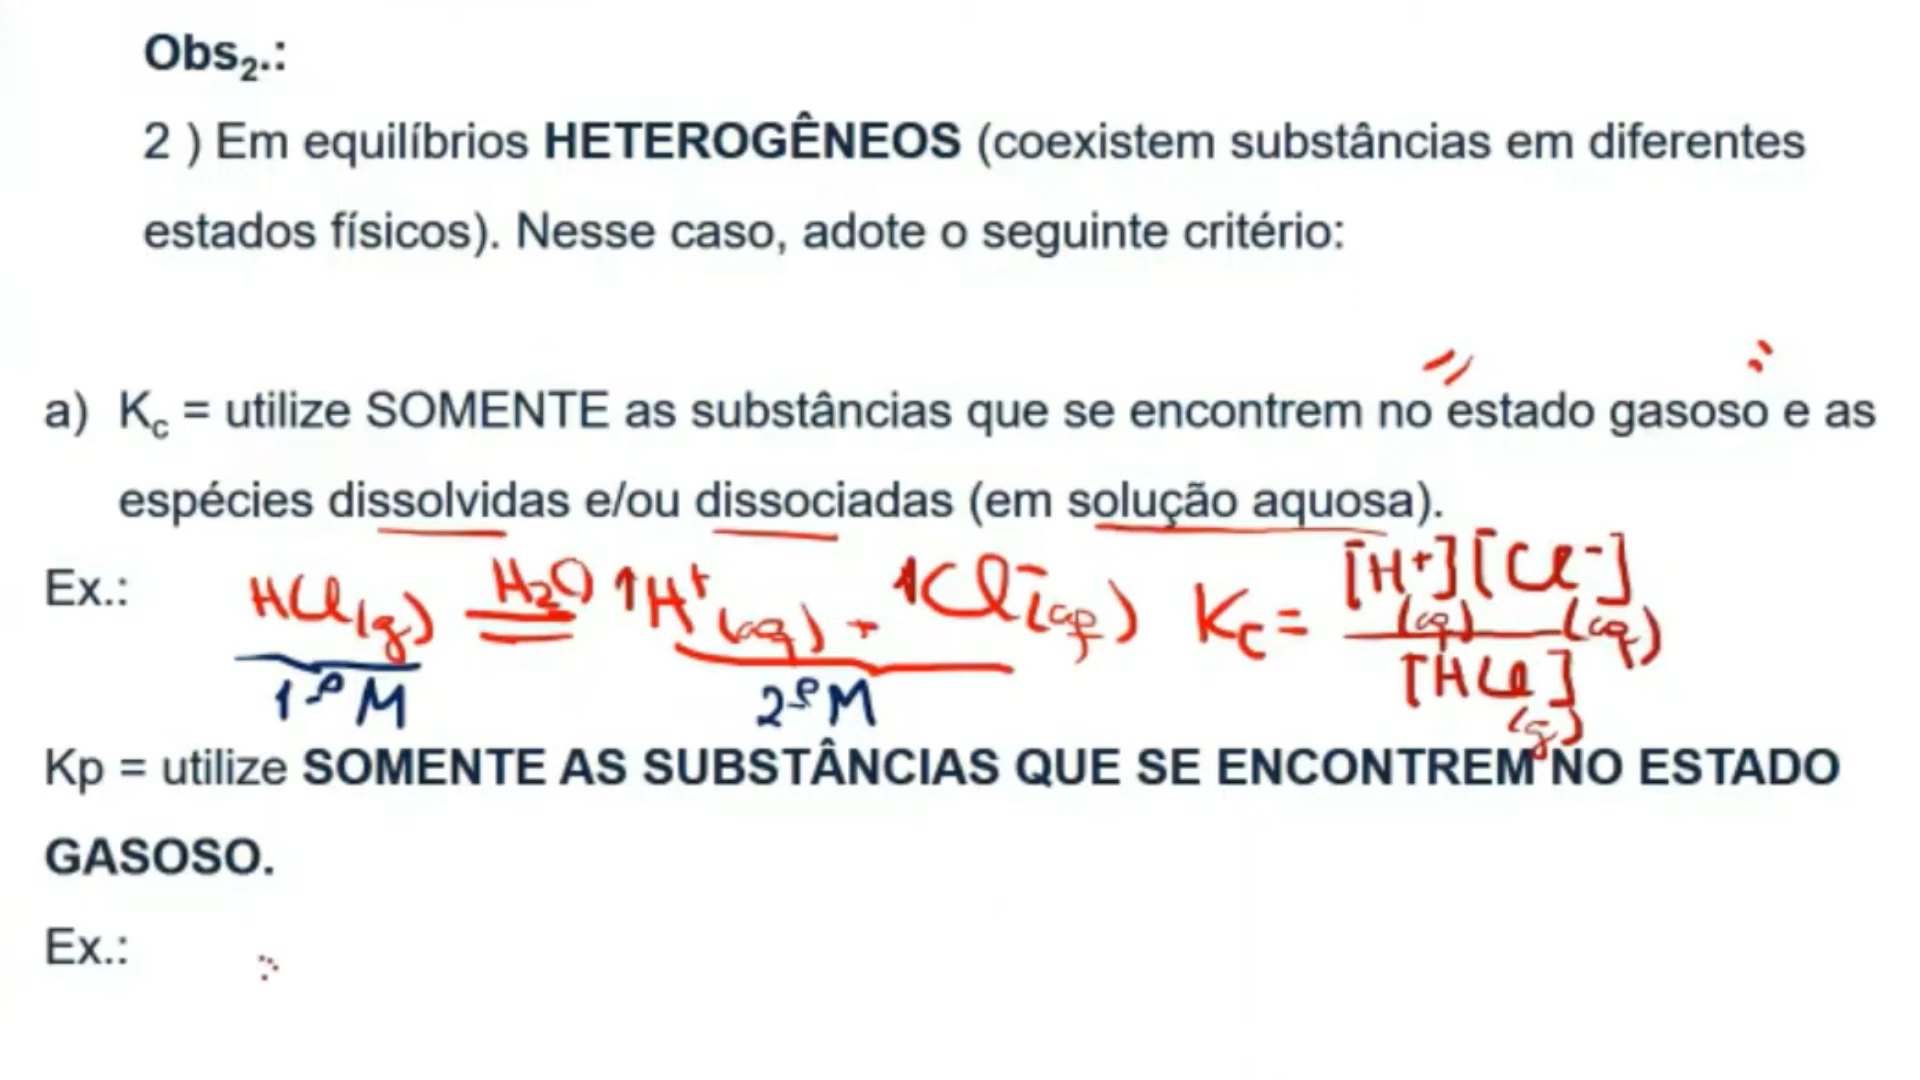 Obs₂.:
2 ) Em equilíbrios HETEROGÊNEOS (coexistem substâncias em diferentes
estados físicos). Nesse caso, adote o seguinte critério:
a) Kc = utilize SOMENTE as substâncias que se encontrem no estado gasoso e as
espécies dissolvidas e/ou dissociadas (em solução aquosa).
Ex.: HCl(g) H₂O 1H⁺(aq) + 1Cl⁻(aq) Kc = [H⁺](aq) [Cl⁻](aq)
[HCl](g)
1º M 2º M
Kp = utilize SOMENTE AS SUBSTÂNCIAS QUE SE ENCONTREM NO ESTADO
GASOSO.
Ex.: